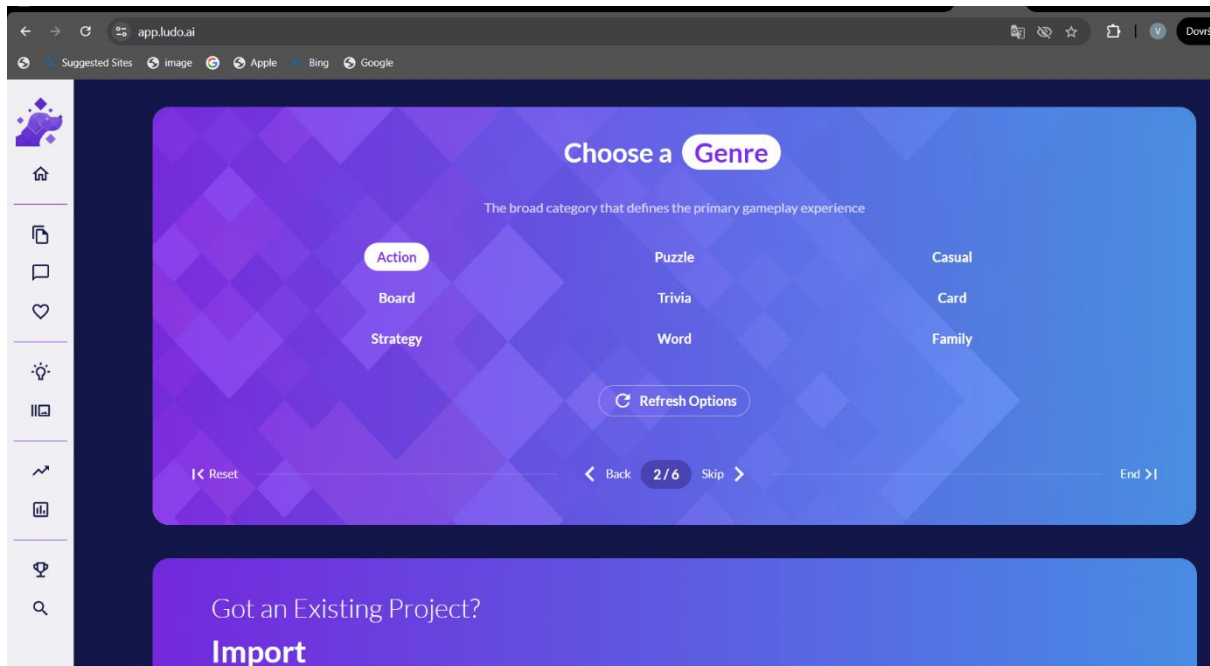 app.ludo.ai
V
Dovrš
Suggested Sites image Apple Bing Google
Choose a Genre
The broad category that defines the primary gameplay experience
Action Puzzle Casual
Board Trivia Card
Strategy Word Family
Refresh Options
Reset Back 2/6 Skip End
Got an Existing Project?
Import